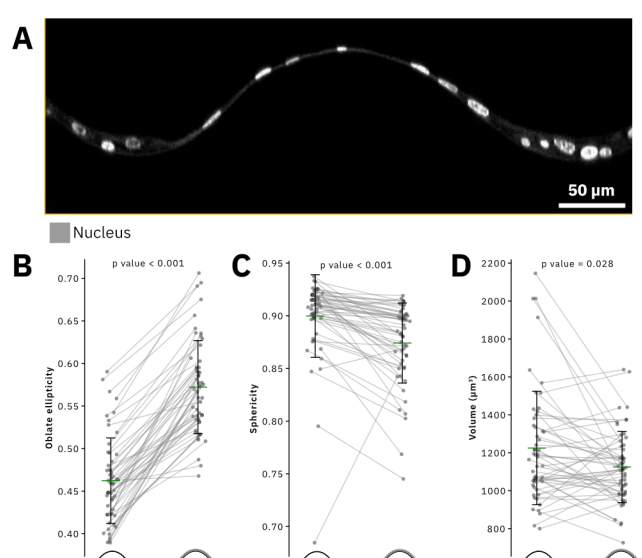 A
50 µm
Nucleus
B
p value < 0.001
Oblate ellipticity
0.70
0.65
0.60
0.55
0.50
0.45
0.40
C
p value < 0.001
Sphericity
0.95
0.90
0.85
0.80
0.75
0.70
D
p value = 0.028
Volume (µm³)
2200
2000
1800
1600
1400
1200
1000
800